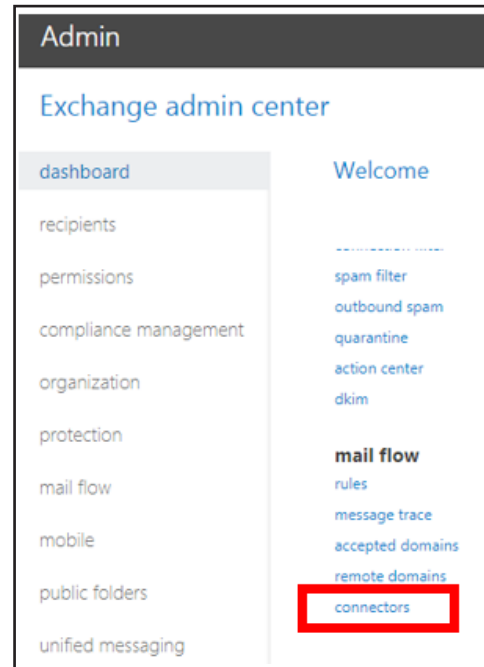 Admin
Exchange admin center
dashboard
recipients
permissions
compliance management
organization
protection
mail flow
mobile
public folders
unified messaging
Welcome
spam filter
outbound spam
quarantine
action center
dkim
mail flow
rules
message trace
accepted domains
remote domains
connectors